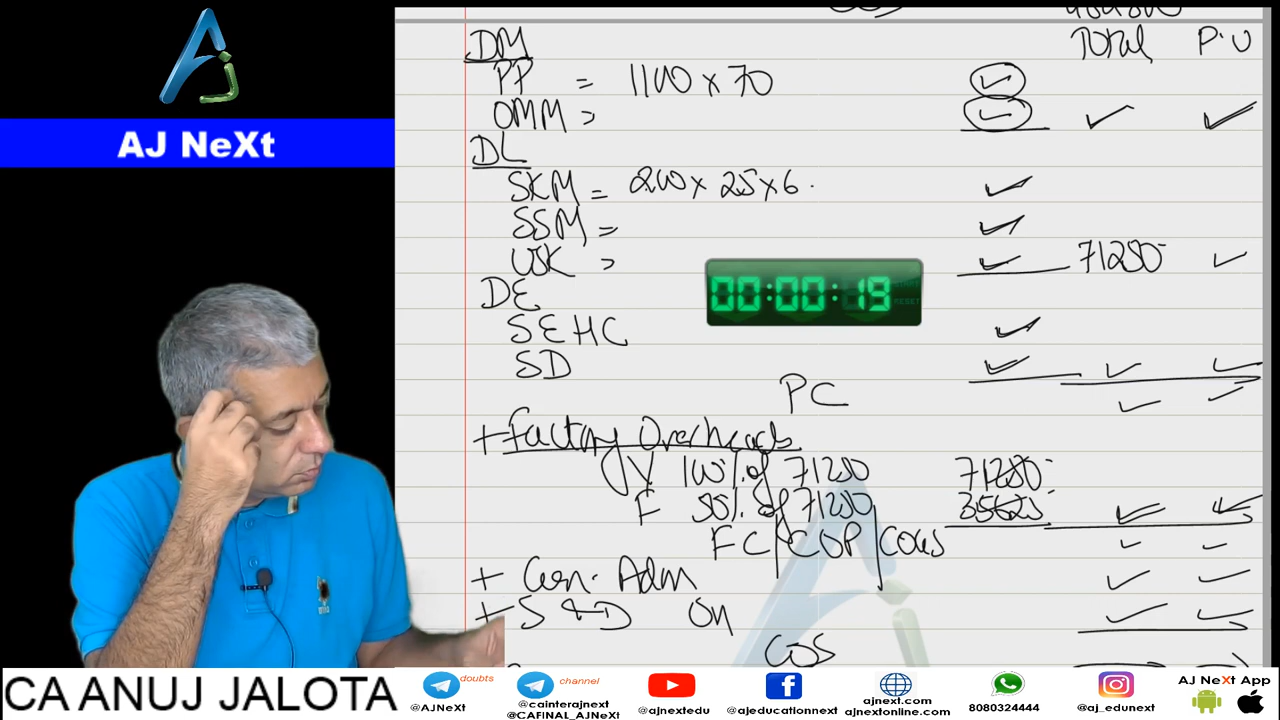 AJ NeXt
Total P.U
DM
PP = 1100 x 70
OMM =
DL
SKM = 200 x 25 x 6
SSM =
USK = 71250
00:00:19
DE
SEHC
SD
PC
+ Factory Overheads
V 100% of 71250 71250
F 50% of 71250 35625
FC | COP | COGS
+ Gen. Adm
+ S & D OH
COS
CA ANUJ JALOTA
doubts
@AJNeXt
channel
@cainterajnext
@CAFINAL_AJNeXt
@ajnextedu
@ajeducationnext
ajnext.com
ajnextonline.com
8080324444
@aj_edunext
AJ NeXt App